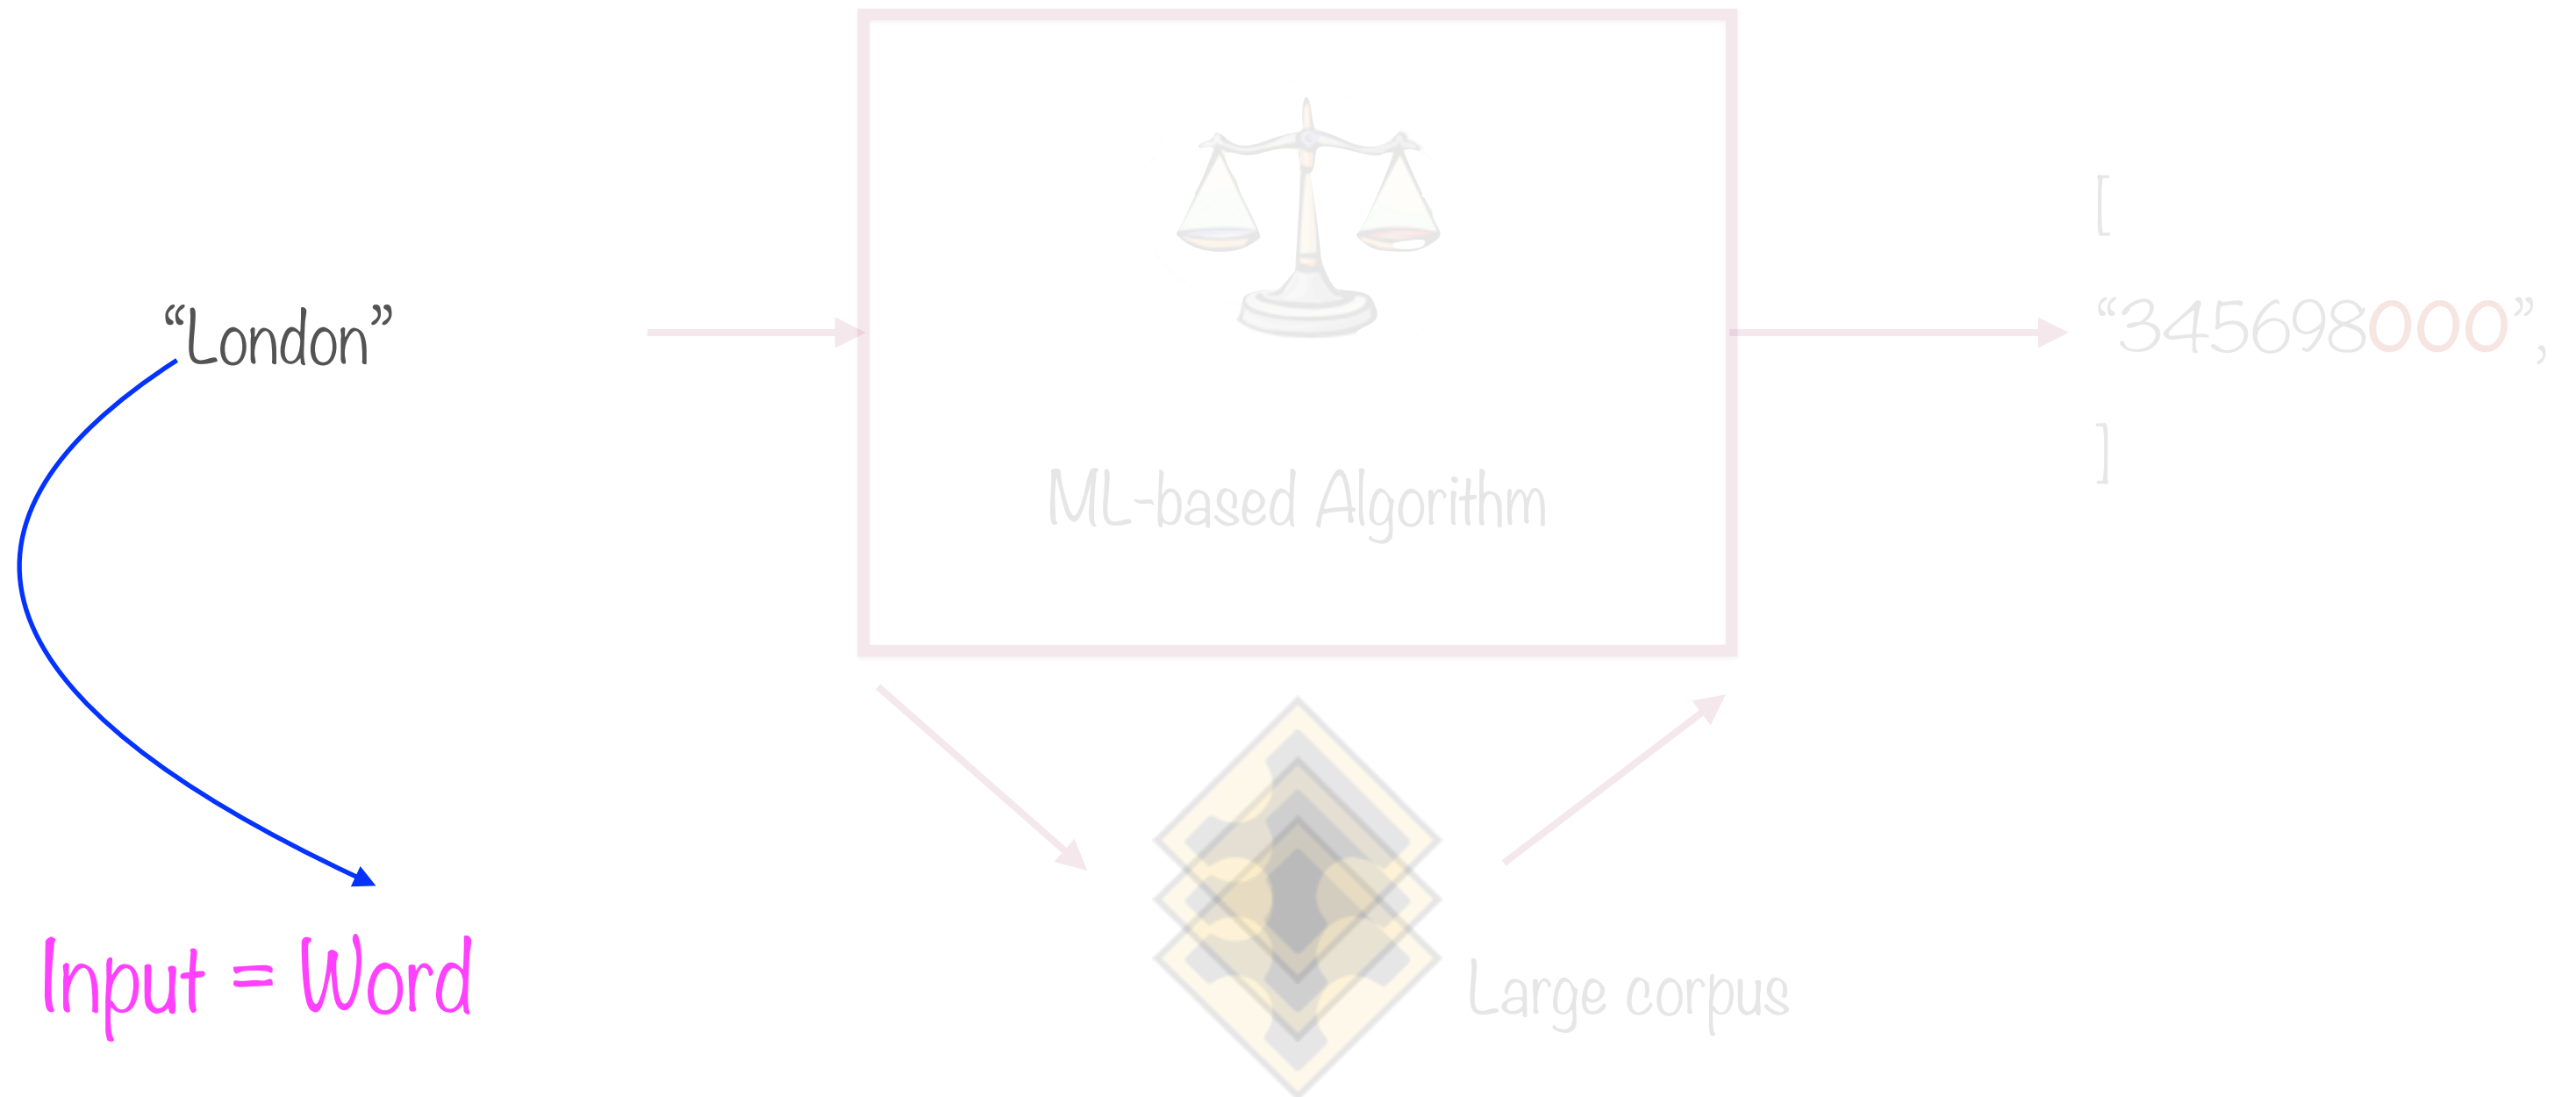 “London”
ML-based Algorithm
[
“345698000”,
]
Input = Word
Large corpus